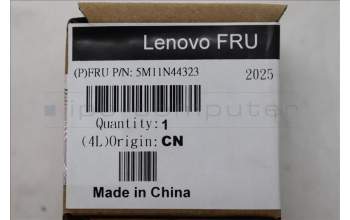 Lenovo FRU
(P)FRU P/N: 5M11N44323 2025
Quantity: 1
(4L)Origin: CN
Made in China